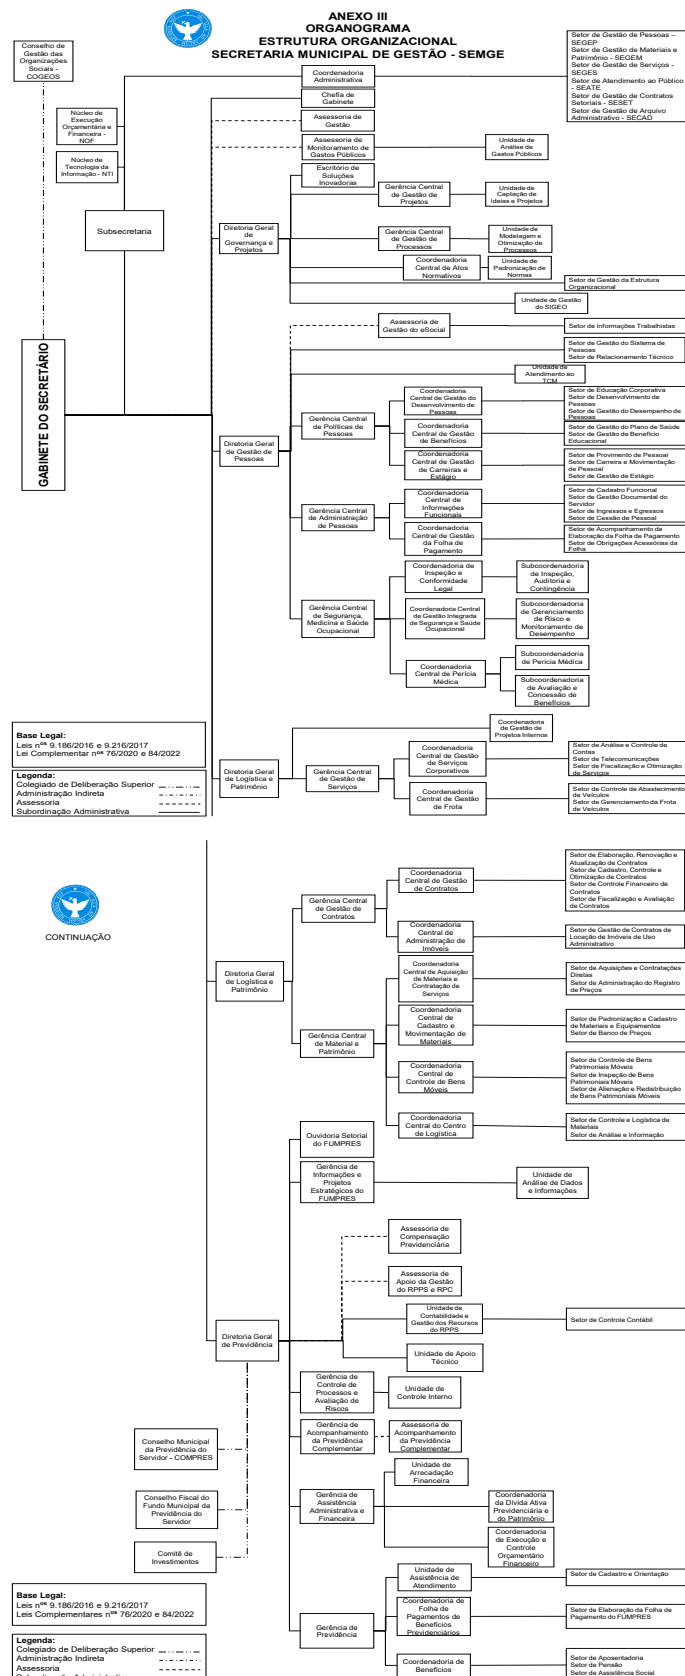 ANEXO III
ORGANOGRAMA
ESTRUTURA ORGANIZACIONAL
SECRETARIA MUNICIPAL DE GESTÃO - SEMGE
Conselho de
Gestão das
Organizações
Sociais -
COGEOS
Setor de Gestão de Pessoas –
SEGEP
Setor de Gestão de Materiais e
Patrimônio - SEGEM
Setor de Gestão de Serviços -
SEGES
Setor de Atendimento ao Público
- SEATE
Setor de Gestão de Contratos
Setoriais - SESET
Setor de Gestão de Arquivo
Administrativo - SECAD
Coordenadoria
Administrativa
Chefia de
Gabinete
Núcleo de
Execução
Orçamentária e
Financeira -
NOF
Assessoria de
Gestão
Assessoria de
Monitoramento de
Gastos Públicos
Unidade de
Análise de
Gastos Públicos
Núcleo de
Tecnologia da
Informação - NTI
Escritório de
Soluções
Inovadoras
Gerência Central
de Gestão de
Projetos
Unidade de
Captação de
Ideias e Projetos
Subsecretaria
Diretoria Geral
de
Governança e
Projetos
Gerência Central
de Gestão de
Processos
Unidade de
Modelagem e
Otimização de
Processos
Coordenadoria
Central de Atos
Normativos
Unidade de
Padronização de
Normas
Setor de Gestão da Estrutura
Organizacional
Unidade de Gestão
do SIGEO
GABINETE DO SECRETÁRIO
Assessoria de
Gestão do eSocial
Setor de Informações Trabalhistas
Setor de Gestão do Sistema de
Pessoas
Setor de Relacionamento Técnico
Unidade de
Atendimento ao
TCM
Diretoria Geral
de Gestão de
Pessoas
Gerência Central
de Políticas de
Pessoas
Coordenadoria
Central de Gestão do
Desenvolvimento de
Pessoas
Setor de Educação Corporativa
Setor de Desenvolvimento de
Pessoas
Setor de Gestão do Desempenho de
Pessoas
Coordenadoria
Central de Gestão
de Benefícios
Setor de Gestão do Plano de Saúde
Setor de Gestão de Benefício
Educacional
Coordenadoria
Central de Gestão
de Carreiras e
Estágio
Setor de Provimento de Pessoal
Setor de Carreira e Movimentação
de Pessoal
Setor de Gestão de Estágio
Gerência Central
de Administração
de Pessoas
Coordenadoria
Central de
Informações
Funcionais
Setor de Cadastro Funcional
Setor de Gestão Documental do
Servidor
Setor de Ingressos e Egressos
Setor de Cessão de Pessoal
Coordenadoria
Central de Gestão
da Folha de
Pagamento
Setor de Acompanhamento da
Elaboração da Folha de Pagamento
Setor de Obrigações Acessórias da
Folha
Gerência Central
de Segurança,
Medicina e Saúde
Ocupacional
Coordenadoria de
Inspeção e
Conformidade
Legal
Subcoordenadoria
de Inspeção,
Auditoria e
Contingência
Coordenadoria Central
de Gestão Integrada
de Segurança e Saúde
Ocupacional
Subcoordenadoria
de Gerenciamento
de Risco e
Monitoramento de
Desempenho
Coordenadoria
Central de Perícia
Médica
Subcoordenadoria
de Perícia Médica
Subcoordenadoria
de Avaliação e
Concessão de
Benefícios
Base Legal:
Leis nºs 9.186/2016 e 9.216/2017
Lei Complementar nºs 76/2020 e 84/2022
Legenda:
Colegiado de Deliberação Superior
Administração Indireta
Assessoria
Subordinação Administrativa
Coordenadoria
de Gestão de
Projetos Internos
Diretoria Geral
de Logística e
Patrimônio
Gerência Central
de Gestão de
Serviços
Coordenadoria
Central de Gestão
de Serviços
Corporativos
Setor de Análise e Controle de
Contas
Setor de Telecomunicações
Setor de Fiscalização e Otimização
de Serviços
Coordenadoria
Central de Gestão
de Frota
Setor de Controle de Abastecimento
de Veículos
Setor de Gerenciamento da Frota
de Veículos
CONTINUAÇÃO
Diretoria Geral
de Logística e
Patrimônio
Gerência Central
de Gestão de
Contratos
Coordenadoria
Central de Gestão
de Contratos
Setor de Elaboração, Renovação e
Atualização de Contratos
Setor de Cadastro, Controle e
Otimização de Contratos
Setor de Controle Financeiro de
Contratos
Setor de Fiscalização e Avaliação
de Contratos
Coordenadoria
Central de
Administração de
Imóveis
Setor de Gestão de Contratos de
Locação de Imóveis de Uso
Administrativo
Gerência Central
de Material e
Patrimônio
Coordenadoria
Central de Aquisição
de Materiais e
Contratação de
Serviços
Setor de Aquisições e Contratações
Diretas
Setor de Administração do Registro
de Preços
Coordenadoria
Central de
Cadastro e
Movimentação de
Materiais
Setor de Padronização e Cadastro
de Materiais e Equipamentos
Setor de Banco de Preços
Coordenadoria
Central de
Controle de Bens
Móveis
Setor de Controle de Bens
Patrimoniais Móveis
Setor de Inspeção de Bens
Patrimoniais Móveis
Setor de Alienação e Redistribuição
de Bens Patrimoniais Móveis
Coordenadoria
Central do Centro
de Logística
Setor de Controle e Logística de
Materiais
Setor de Análise e Informação
Ouvidoria Setorial
do FUMPRES
Gerência de
Informações e
Projetos
Estratégicos do
FUMPRES
Unidade de
Análise de Dados
e Informações
Assessoria de
Compensação
Previdenciária
Assessoria de
Apoio da Gestão
do RPPS e RPC
Diretoria Geral
de Previdência
Unidade de
Contabilidade e
Gestão dos Recursos
do RPPS
Setor de Controle Contábil
Unidade de Apoio
Técnico
Gerência de
Controle de
Processos e
Avaliação de
Riscos
Unidade de
Controle Interno
Gerência de
Acompanhamento
da Previdência
Complementar
Assessoria de
Acompanhamento
da Previdência
Complementar
Conselho Municipal
da Previdência do
Servidor - COMPRES
Conselho Fiscal do
Fundo Municipal da
Previdência do
Servidor
Comitê de
Investimentos
Gerência de
Assistência
Administrativa e
Financeira
Unidade de
Arrecadação
Financeira
Coordenadoria
da Dívida Ativa
Previdenciária e
do Patrimônio
Coordenadoria
de Execução e
Controle
Orçamentário
Financeiro
Gerência de
Previdência
Unidade de
Assistência de
Atendimento
Setor de Cadastro e Orientação
Coordenadoria de
Folha de
Pagamentos de
Benefícios
Previdenciários
Setor de Elaboração da Folha de
Pagamento do FUMPRES
Coordenadoria de
Benefícios
Setor de Aposentadoria
Setor de Pensão
Setor de Assistência Social
Base Legal:
Leis nºs 9.186/2016 e 9.216/2017
Leis Complementares nºs 76/2020 e 84/2022
Legenda:
Colegiado de Deliberação Superior
Administração Indireta
Assessoria